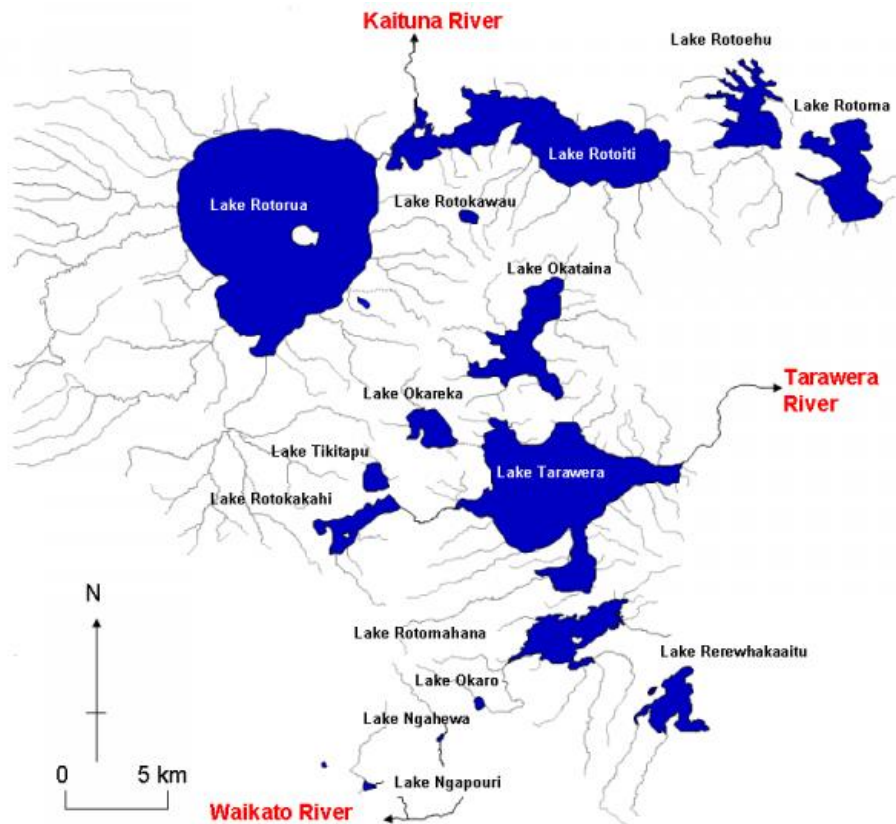 Kaituna River
Lake Rotoehu
Lake Rotoma
Lake Rotoiti
Lake Rotorua
Lake Rotokawau
Lake Okataina
Tarawera
River
Lake Okareka
Lake Tikitapu
Lake Tarawera
Lake Rotokakahi
N
Lake Rotomahana
Lake Rerewhakaaitu
Lake Okaro
Lake Ngahewa
0 5 km
Lake Ngapouri
Waikato River